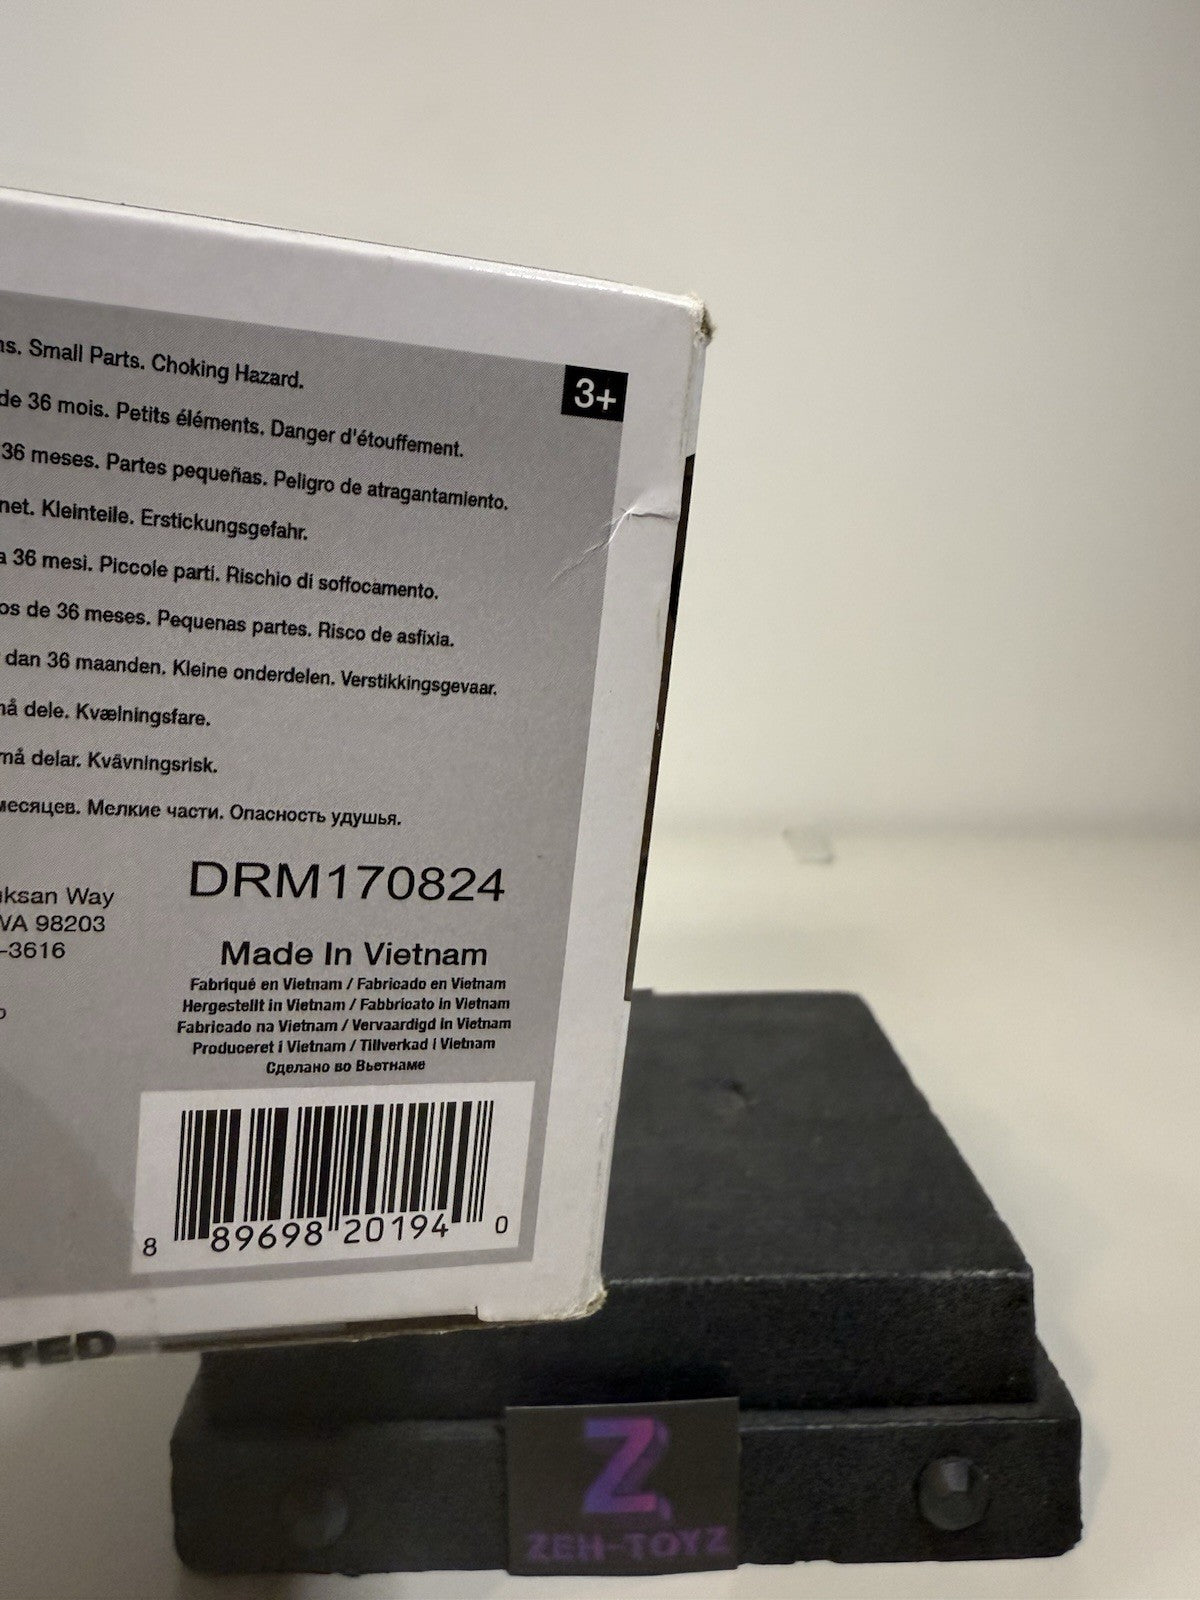 ns. Small Parts. Choking Hazard.
3+
de 36 mois. Petits éléments. Danger d'étouffement.
36 meses. Partes pequeñas. Peligro de atragantamiento.
net. Kleinteile. Erstickungsgefahr.
a 36 mesi. Piccole parti. Rischio di soffocamento.
os de 36 meses. Pequenas partes. Risco de asfixia.
dan 36 maanden. Kleine onderdelen. Verstikkingsgevaar.
må dele. Kvælningsfare.
må delar. Kvävningsrisk.
месяцев. Мелкие части. Опасность удушья.
DRM170824
ksan Way
WA 98203
-3616
Made In Vietnam
Fabriqué en Vietnam / Fabricado en Vietnam
Hergestellt in Vietnam / Fabbricato in Vietnam
Fabricado na Vietnam / Vervaardigd in Vietnam
Produceret i Vietnam / Tillverkad i Vietnam
Сделано во Вьетнаме
8 89698 20194 0
TED
Z
ZEH-TOYZ